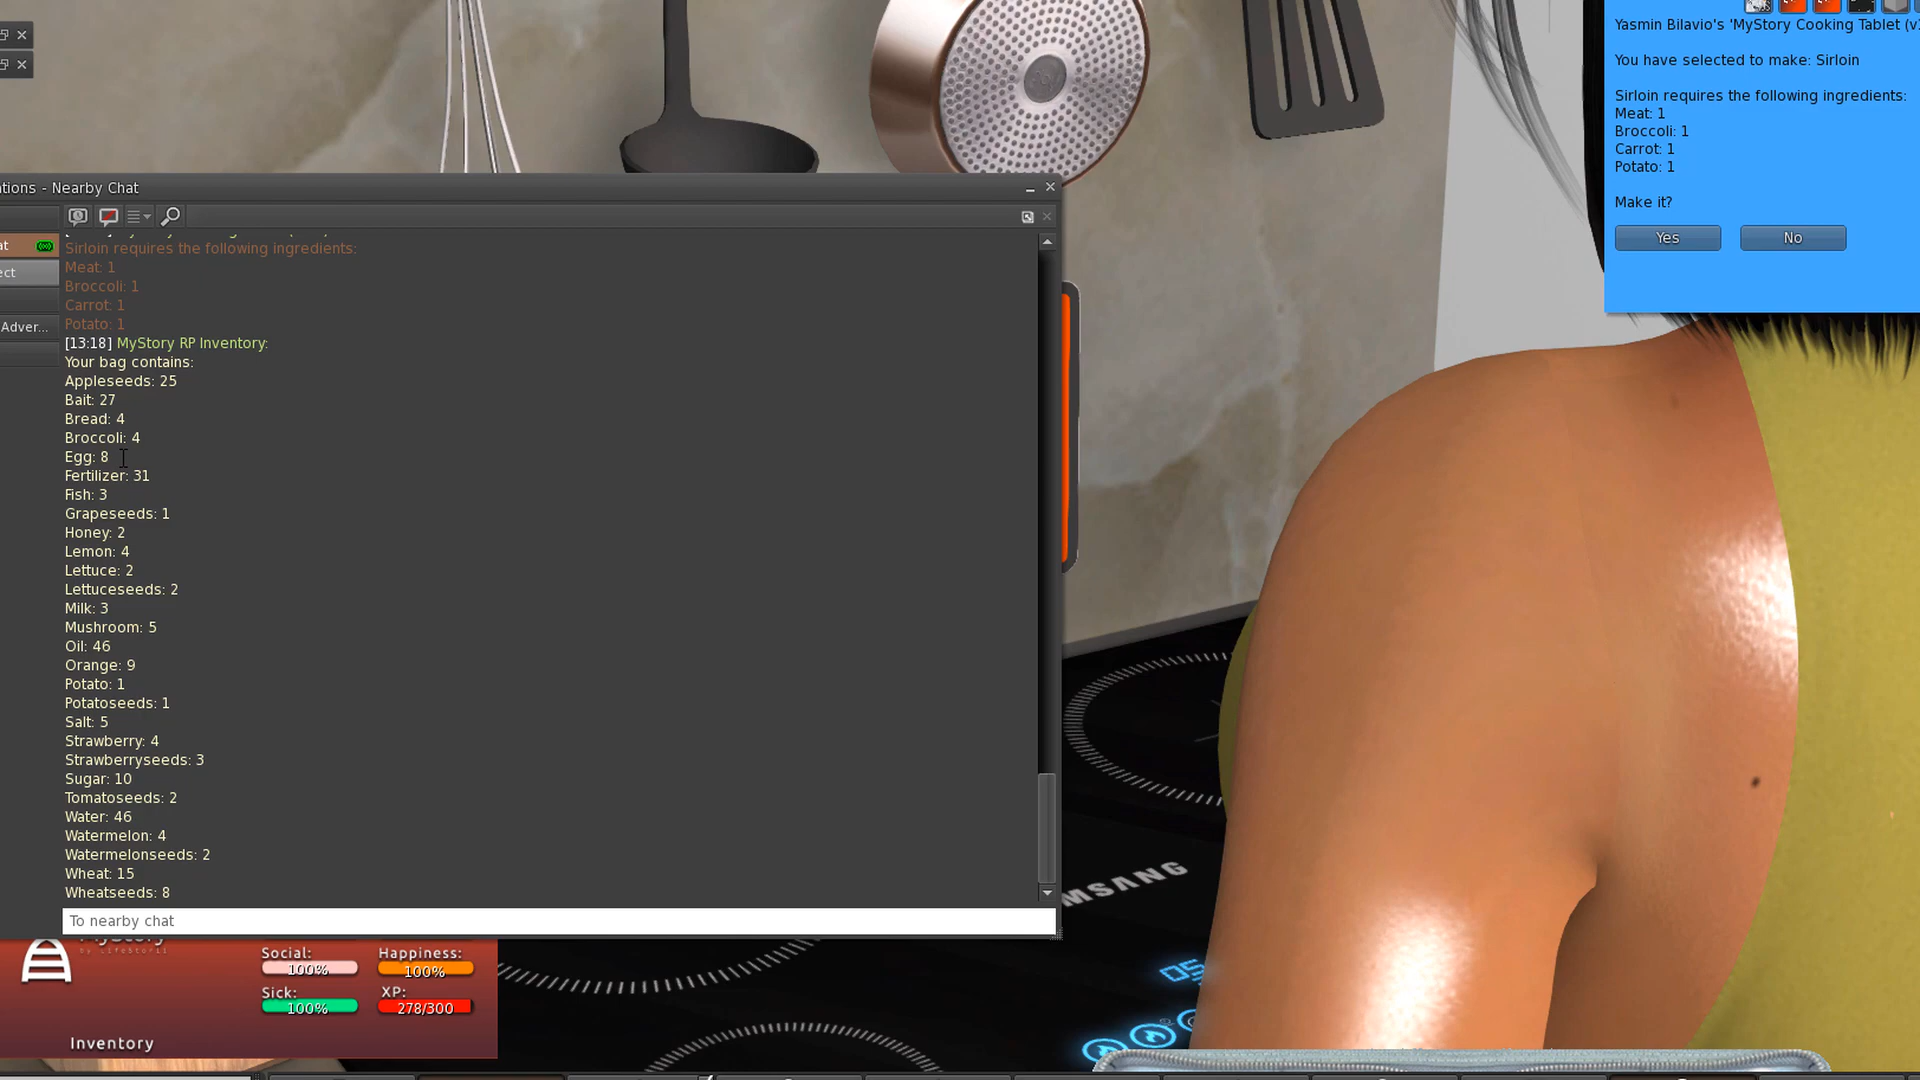 Yasmin Bilavio's 'MyStory Cooking Tablet
You have selected to make: Sirloin
Sirloin requires the following ingredients:
Meat: 1
Broccoli: 1
Carrot: 1
Potato: 1
Make it?
Yes
No
ations - Nearby Chat
at
ect
Adver...
Sirloin requires the following ingredients:
Meat: 1
Broccoli: 1
Carrot: 1
Potato: 1
[13:18] MyStory RP Inventory:
Your bag contains:
Appleseeds: 25
Bait: 27
Bread: 4
Broccoli: 4
Egg: 8
Fertilizer: 31
Fish: 3
Grapeseeds: 1
Honey: 2
Lemon: 4
Lettuce: 2
Lettuceseeds: 2
Milk: 3
Mushroom: 5
Oil: 46
Orange: 9
Potato: 1
Potatoseeds: 1
Salt: 5
Strawberry: 4
Strawberryseeds: 3
Sugar: 10
Tomatoseeds: 2
Water: 46
Watermelon: 4
Watermelonseeds: 2
Wheat: 15
Wheatseeds: 8
To nearby chat
MyStory
Social:
100%
Happiness:
100%
Sick:
100%
XP:
278/300
Inventory
MSANG
05